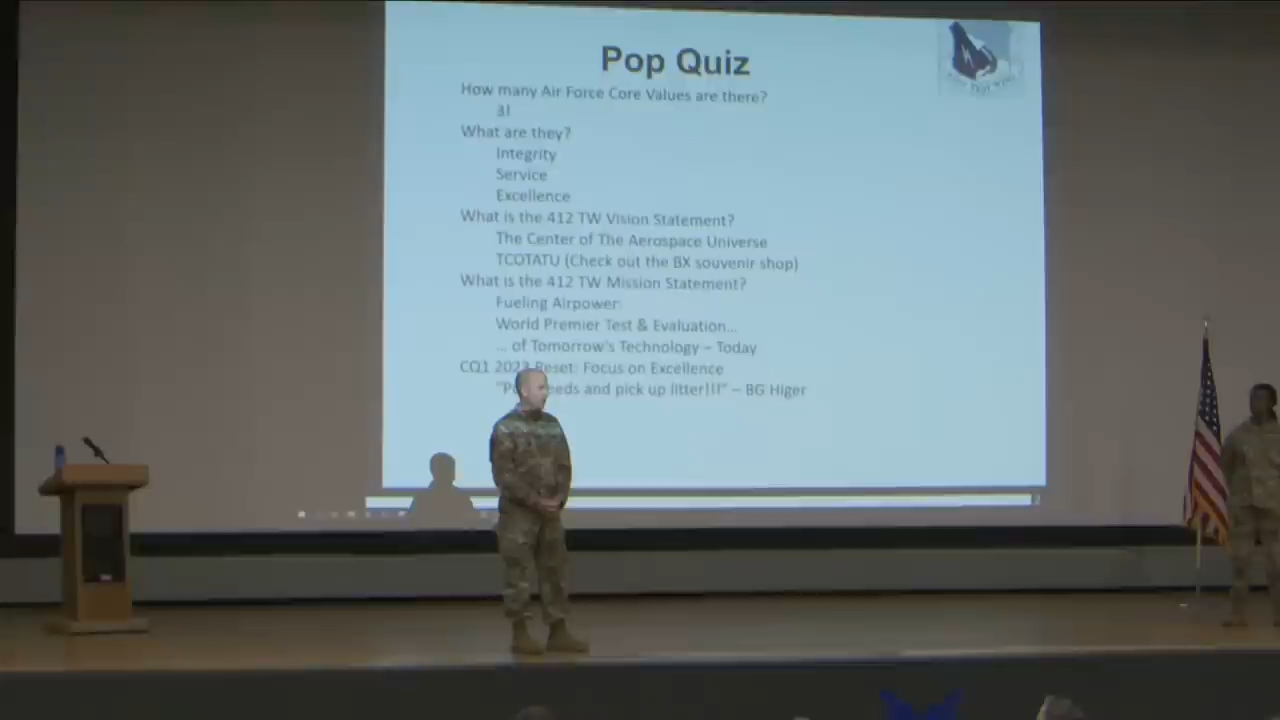 Pop Quiz
How many Air Force Core Values are there?
3!
What are they?
Integrity
Service
Excellence
What is the 412 TW Vision Statement?
The Center of The Aerospace Universe
TCOTATU (Check out the BX souvenir shop)
What is the 412 TW Mission Statement?
Fueling Airpower:
World Premier Test & Evaluation…
… of Tomorrow's Technology – Today
CQ1 2023 Reset: Focus on Excellence
and pick up litter!!!" – BG Higer